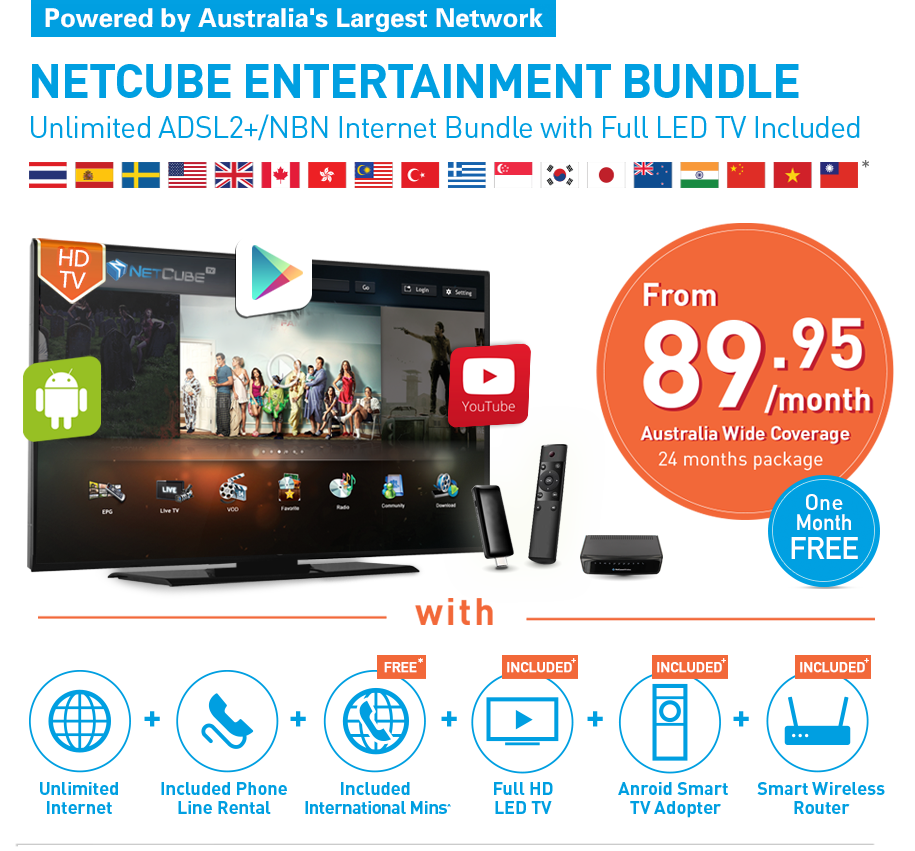 Powered by Australia's Largest Network
NETCUBE ENTERTAINMENT BUNDLE
Unlimited ADSL2+/NBN Internet Bundle with Full LED TV Included
*
HD
TV
NETCUBE TV
Go
Login
Setting
YouTube
EPG
Live TV
LIVE
VOD
Favorite
Radio
Community
Download
From
89.95
/month
Australia Wide Coverage
24 months package
One
Month
FREE
with
FREE*
INCLUDED+
INCLUDED+
INCLUDED+
+
+
+
+
+
Unlimited
Internet
Included Phone
Line Rental
Included
International Mins*
Full HD
LED TV
Anroid Smart
TV Adopter
Smart Wireless
Router